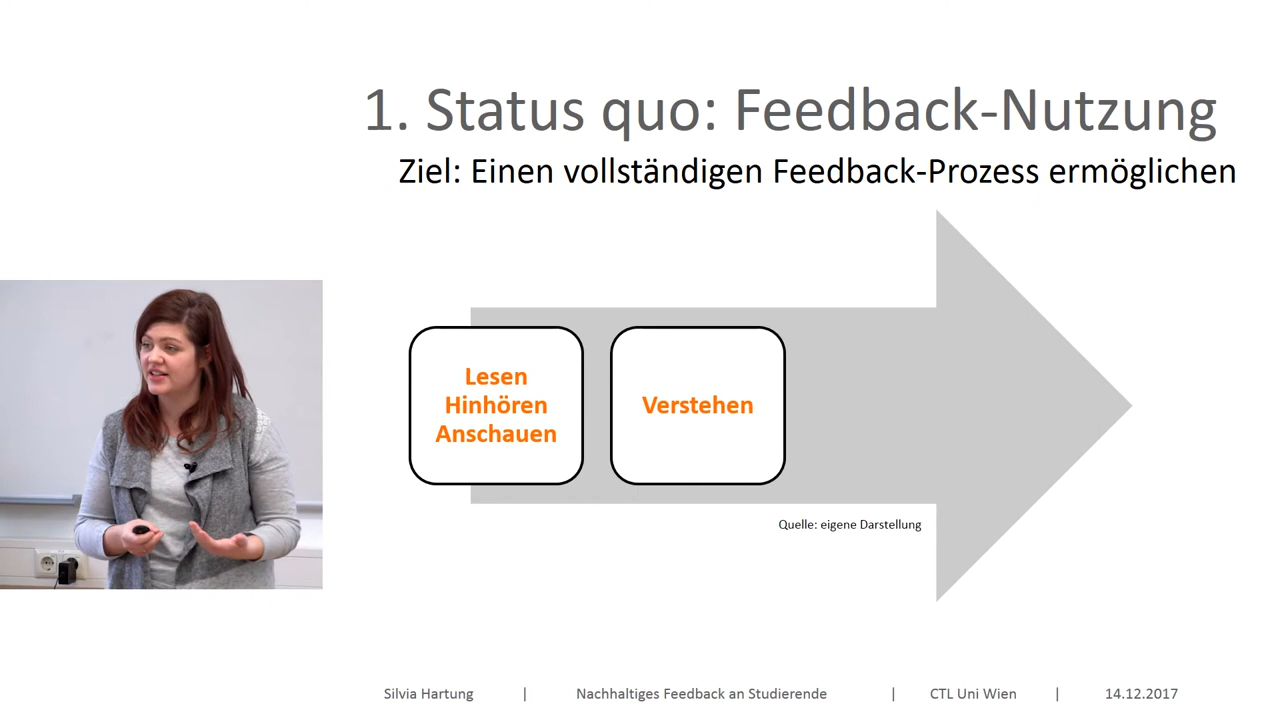 1. Status quo: Feedback-Nutzung
Ziel: Einen vollständigen Feedback-Prozess ermöglichen
Lesen
Hinhören
Anschauen
Verstehen
Quelle: eigene Darstellung
Silvia Hartung | Nachhaltiges Feedback an Studierende | CTL Uni Wien | 14.12.2017